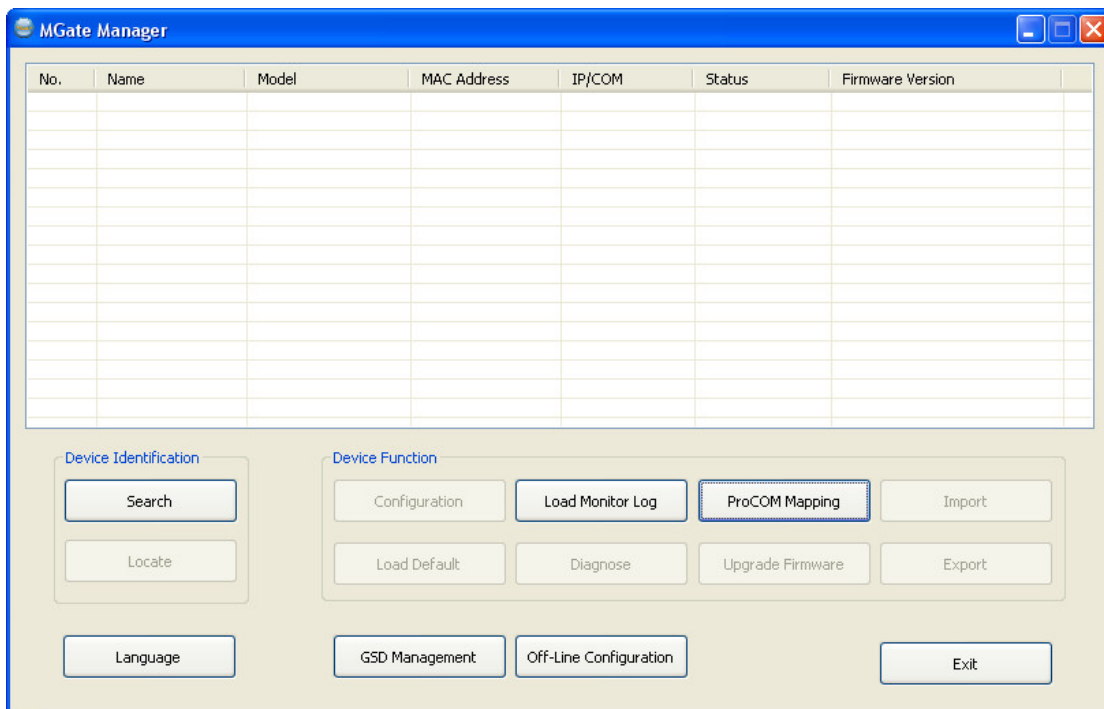 MGate Manager
No. Name Model MAC Address IP/COM Status Firmware Version
Device Identification Device Function
Search Configuration Load Monitor Log ProCOM Mapping Import
Locate Load Default Diagnose Upgrade Firmware Export
Language GSD Management Off-Line Configuration Exit